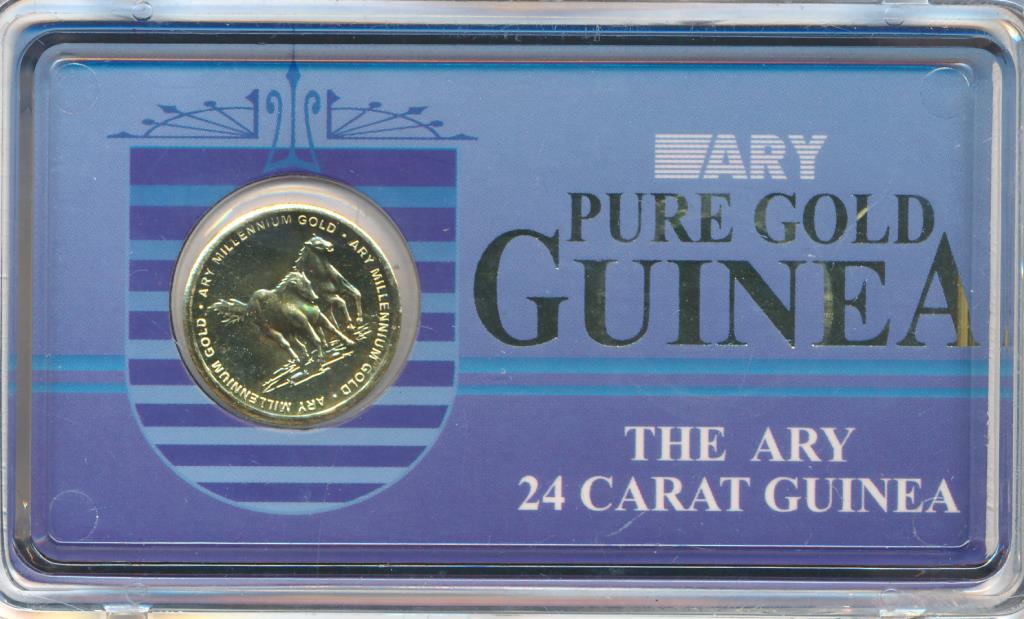 ARY
PURE GOLD
GUINEA
THE ARY
24 CARAT GUINEA
ARY MILLENNIUM GOLD • ARY MILLENNIUM GOLD • ARY MILLENNIUM GOLD •